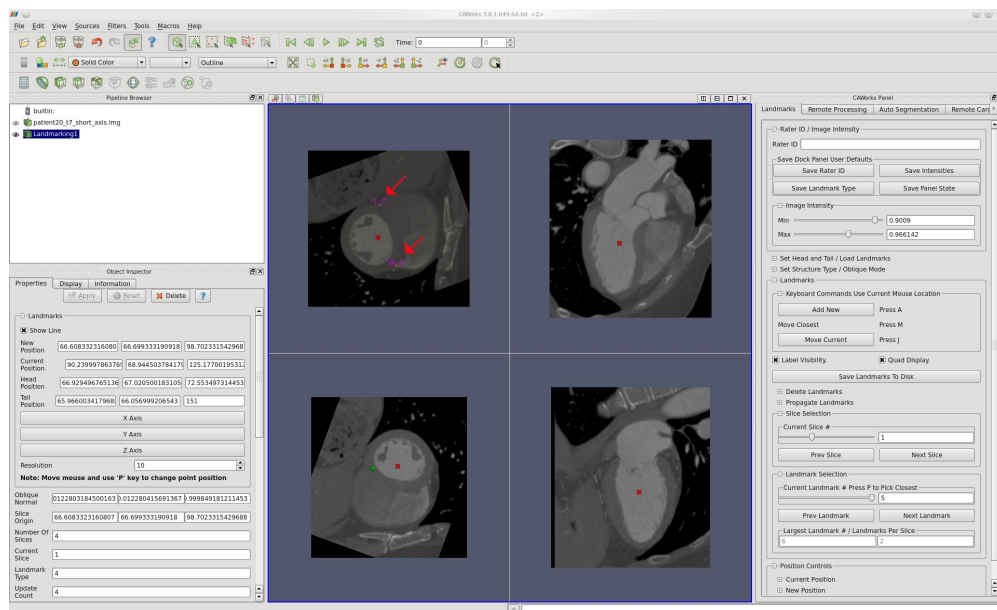 CAWorks 3.8.1.b49 64-bit <2>
File Edit View Sources Filters Tools Macros Help
Time: 0 0
Solid Color Outline
Pipeline Browser
builtin:
patient20_t7_short_axis.img
Landmarking1
Object Inspector
Properties Display Information
Apply Reset Delete ?
Landmarks
Show Line
New Position 66.608332316080 66.699333190918 98.702331542968
Current Position 90.239997863769 68.944503784179 125.17700195312
Head Position 66.929496765136 67.020500183105 72.553497314453
Tail Position 65.966003417968 66.056999206543 151
X Axis
Y Axis
Z Axis
Resolution 10
Note: Move mouse and use 'P' key to change point position
Oblique Normal 0122803184500163 0.012280415691367 0.999849181211453
Slice Origin 66.6083323160807 66.699333190918 98.7023315429688
Number Of Slices 4
Current Slice 1
Landmark Type 4
Update Count 4
CAWorks Panel
Landmarks Remote Processing Auto Segmentation
Rater ID / Image Intensity
Rater ID
Save Dock Panel User Defaults
Save Rater ID Save Intensities
Save Landmark Type Save Panel State
Image Intensity
Min 0.9009
Max 0.966142
Set Head and Tail / Load Landmarks
Set Structure Type / Oblique Mode
Landmarks
Keyboard Commands Use Current Mouse Location
Add New Press A
Move Closest Press M
Move Current Press J
Label Visibility. Quad Display.
Save Landmarks To Disk
Delete Landmarks
Propagate Landmarks
Slice Selection
Current Slice #
1
Prev Slice Next Slice
Landmark Selection
Current Landmark # Press P to Pick Closest
5
Prev Landmark Next Landmark
Largest Landmark # / Landmarks Per Slice
6 2
Position Controls
Current Position
New Position